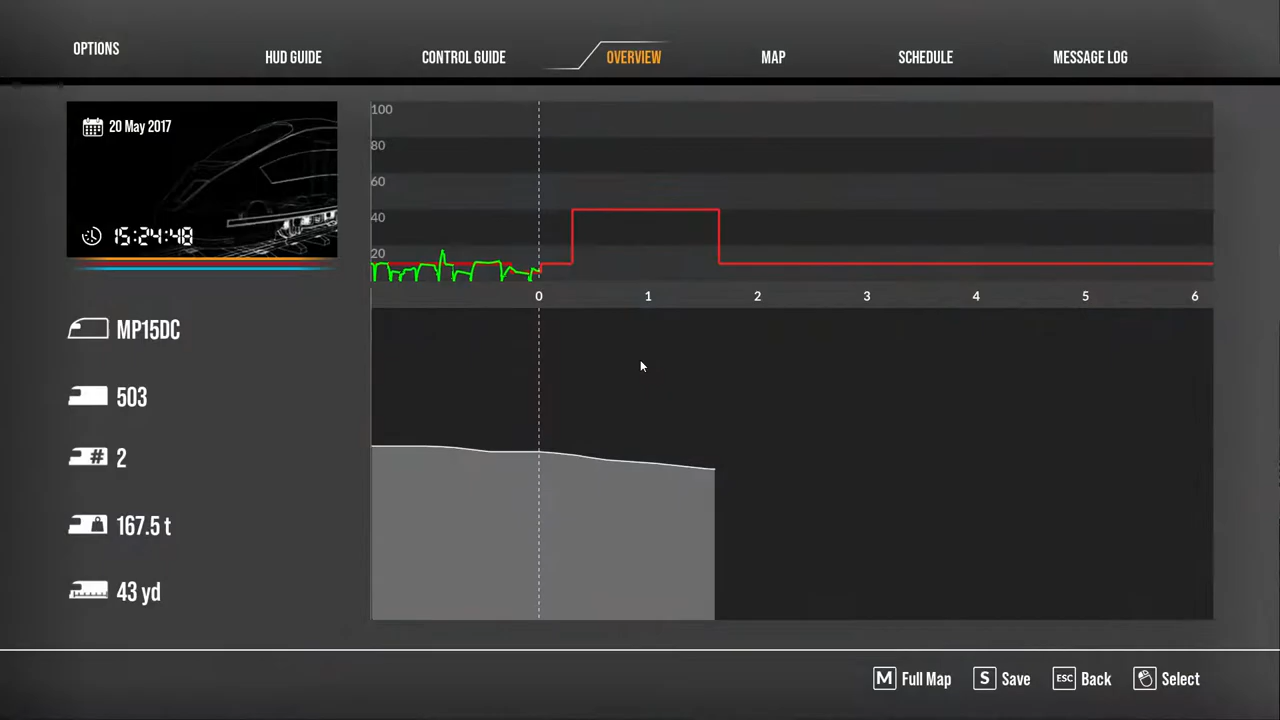 OPTIONS
HUD GUIDE
CONTROL GUIDE
OVERVIEW
MAP
SCHEDULE
MESSAGE LOG
20 May 2017
15:24:48
MP15DC
503
# 2
167.5 t
43 yd
100
80
60
40
20
0 1 2 3 4 5 6
M Full Map S Save ESC Back Select